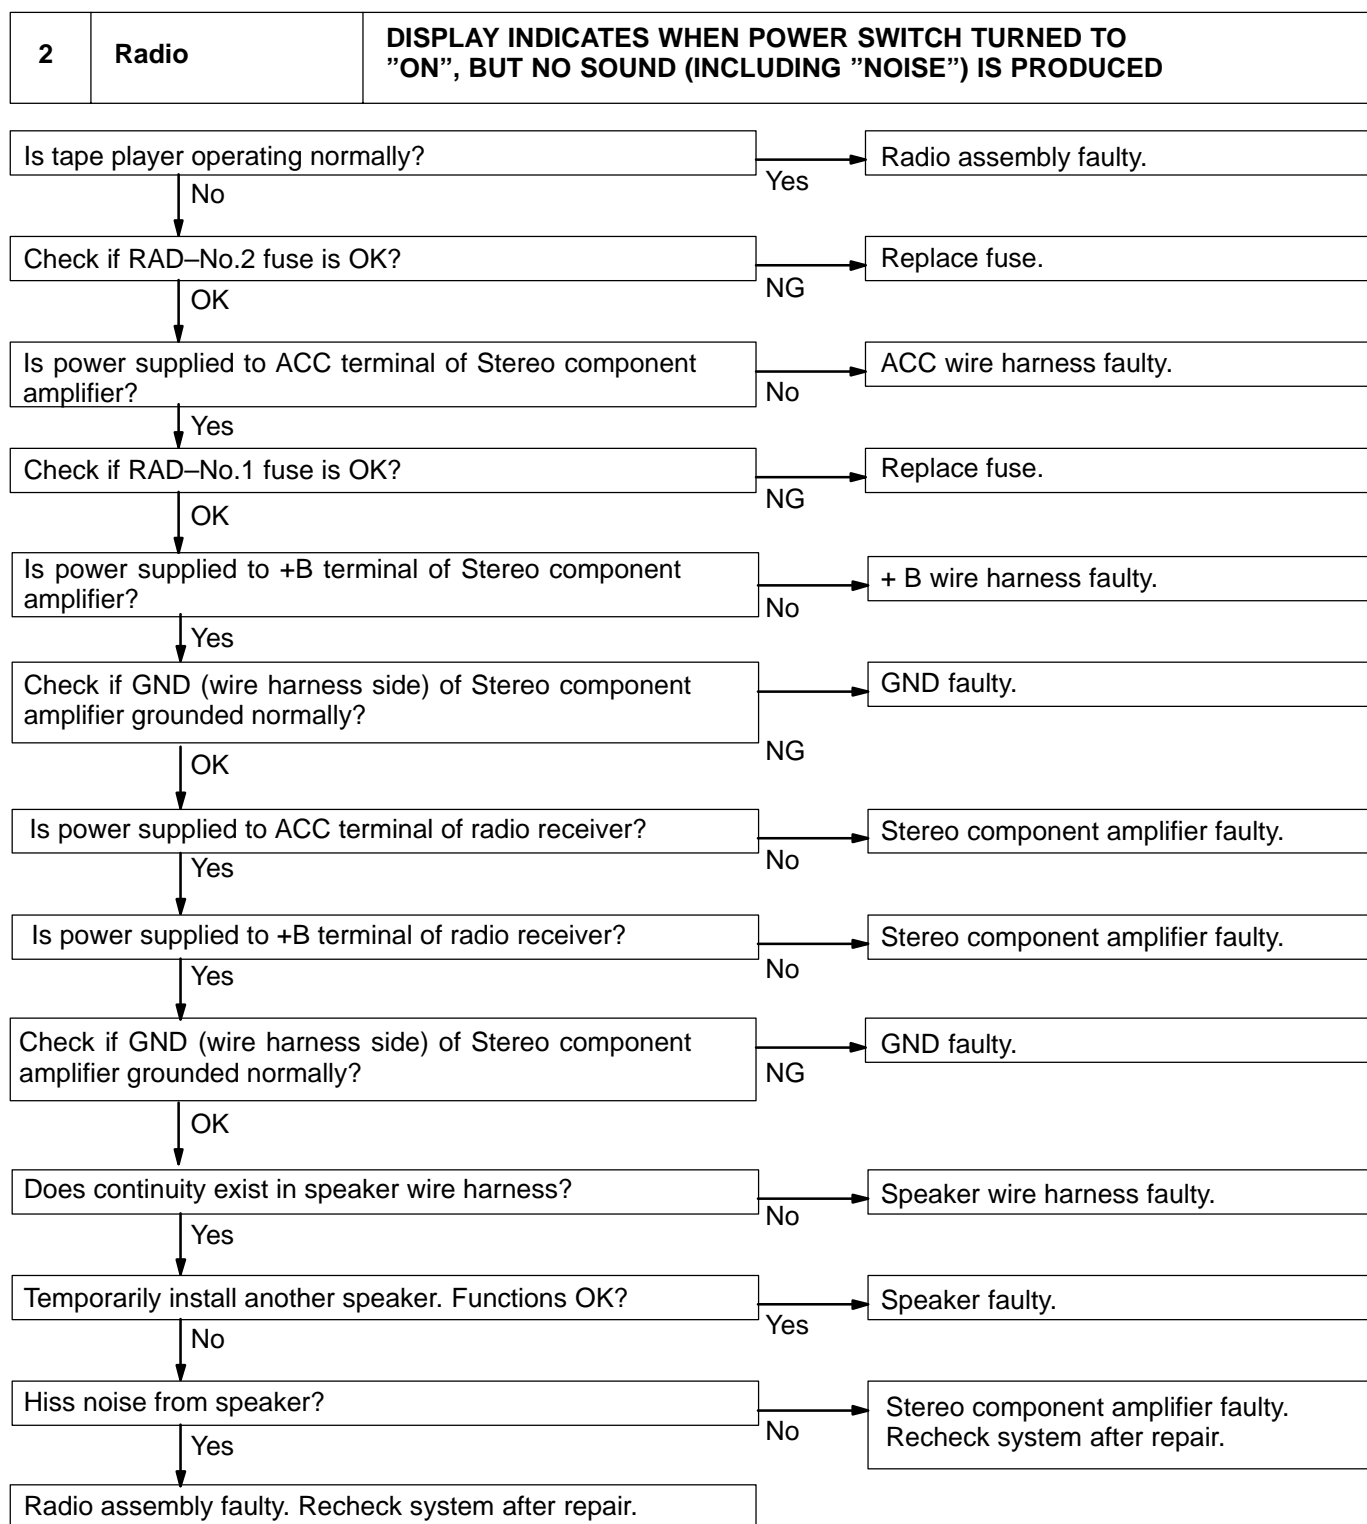 2
Radio
DISPLAY INDICATES WHEN POWER SWITCH TURNED TO
”ON”, BUT NO SOUND (INCLUDING ”NOISE”) IS PRODUCED
Is tape player operating normally?
Yes
Radio assembly faulty.
No
Check if RAD–No.2 fuse is OK?
NG
Replace fuse.
OK
Is power supplied to ACC terminal of Stereo component
amplifier?
No
ACC wire harness faulty.
Yes
Check if RAD–No.1 fuse is OK?
NG
Replace fuse.
OK
Is power supplied to +B terminal of Stereo component
amplifier?
No
+ B wire harness faulty.
Yes
Check if GND (wire harness side) of Stereo component
amplifier grounded normally?
NG
GND faulty.
OK
Is power supplied to ACC terminal of radio receiver?
No
Stereo component amplifier faulty.
Yes
Is power supplied to +B terminal of radio receiver?
No
Stereo component amplifier faulty.
Yes
Check if GND (wire harness side) of Stereo component
amplifier grounded normally?
NG
GND faulty.
OK
Does continuity exist in speaker wire harness?
No
Speaker wire harness faulty.
Yes
Temporarily install another speaker. Functions OK?
Yes
Speaker faulty.
No
Hiss noise from speaker?
No
Stereo component amplifier faulty.
Recheck system after repair.
Yes
Radio assembly faulty. Recheck system after repair.